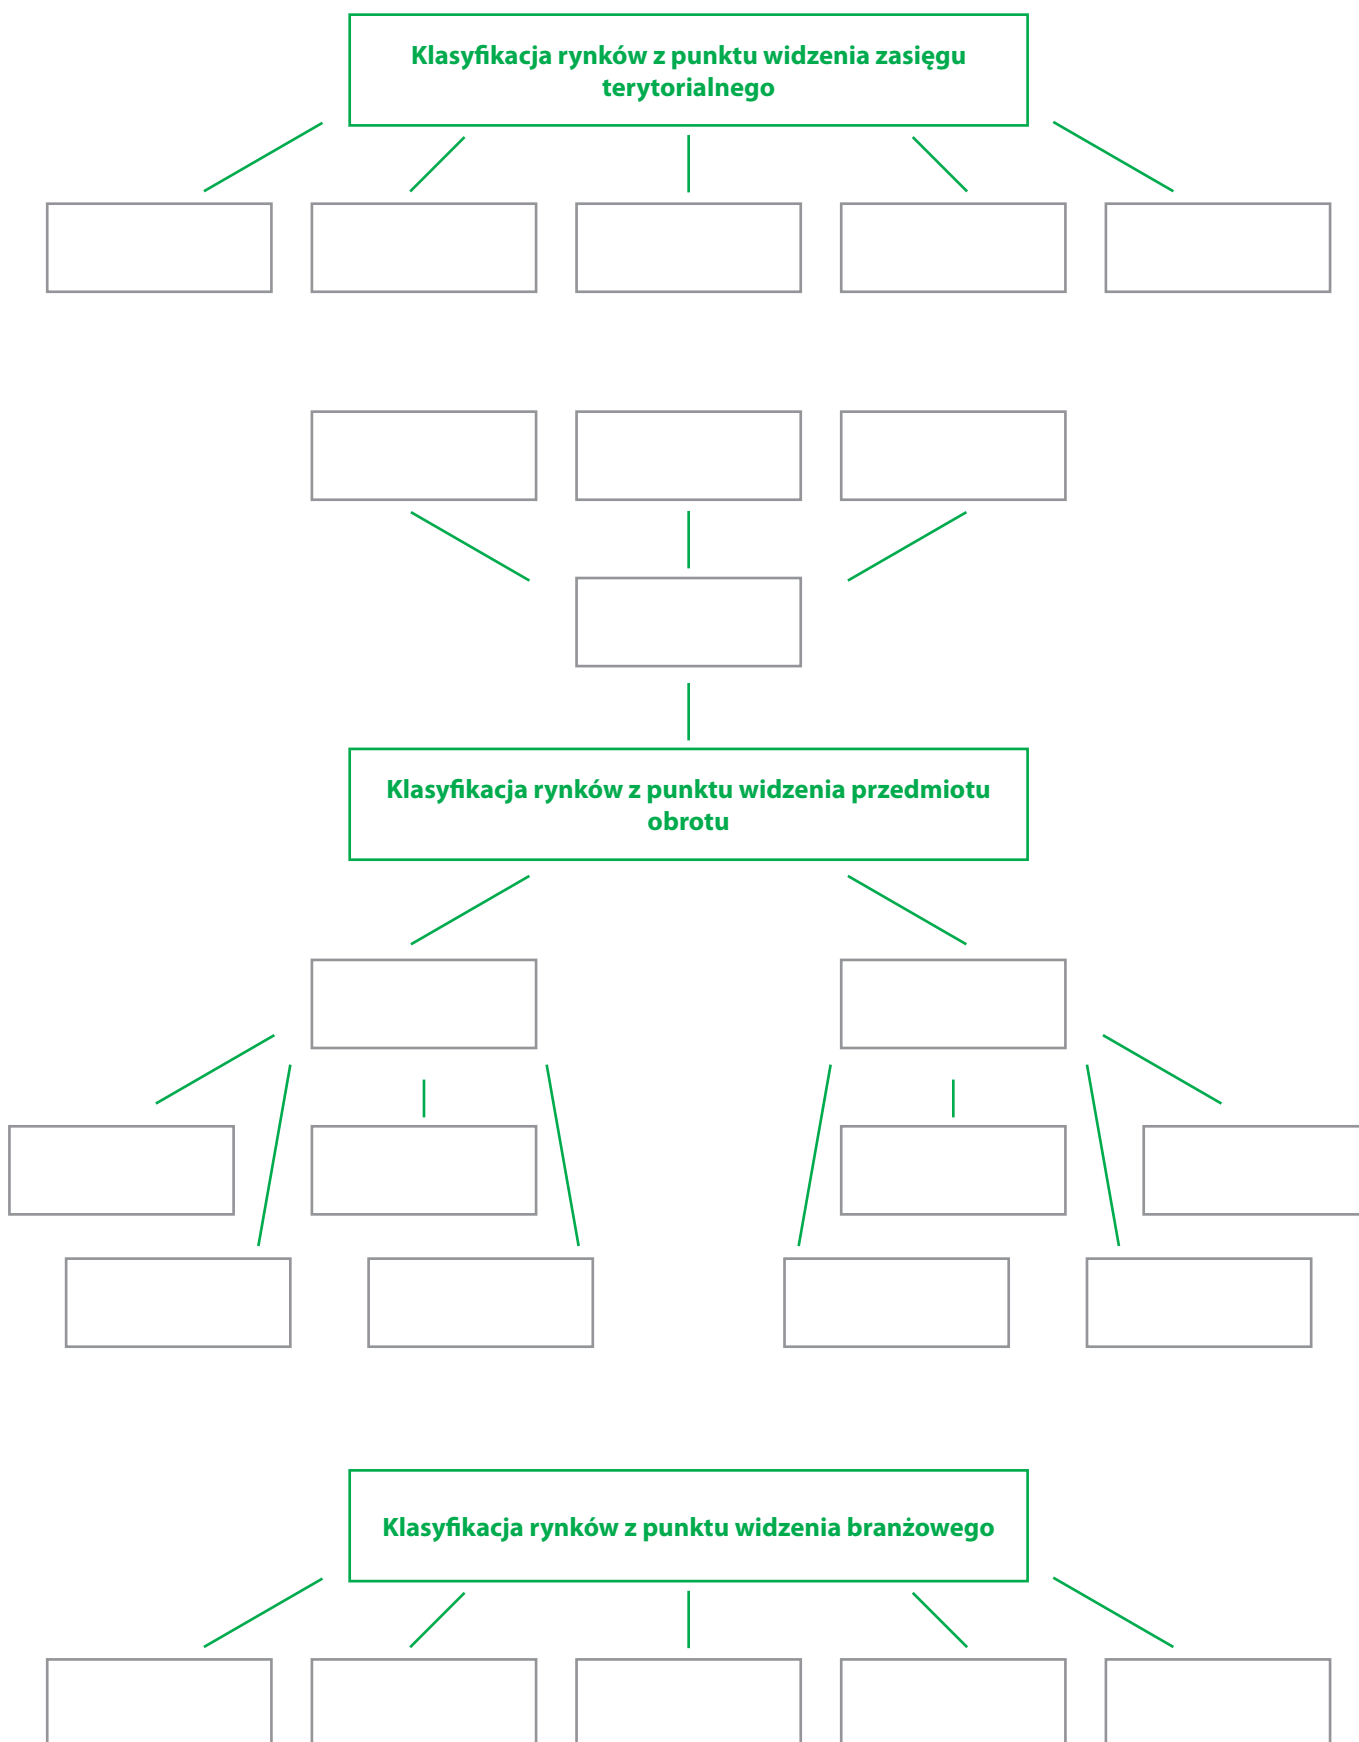 Klasyfikacja rynków z punktu widzenia zasięgu
terytorialnego
Klasyfikacja rynków z punktu widzenia przedmiotu
obrotu
Klasyfikacja rynków z punktu widzenia branżowego